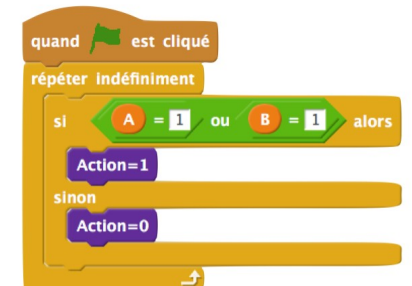 quand est cliqué
répéter indéfiniment
si A = 1 ou B = 1 alors
Action=1
sinon
Action=0